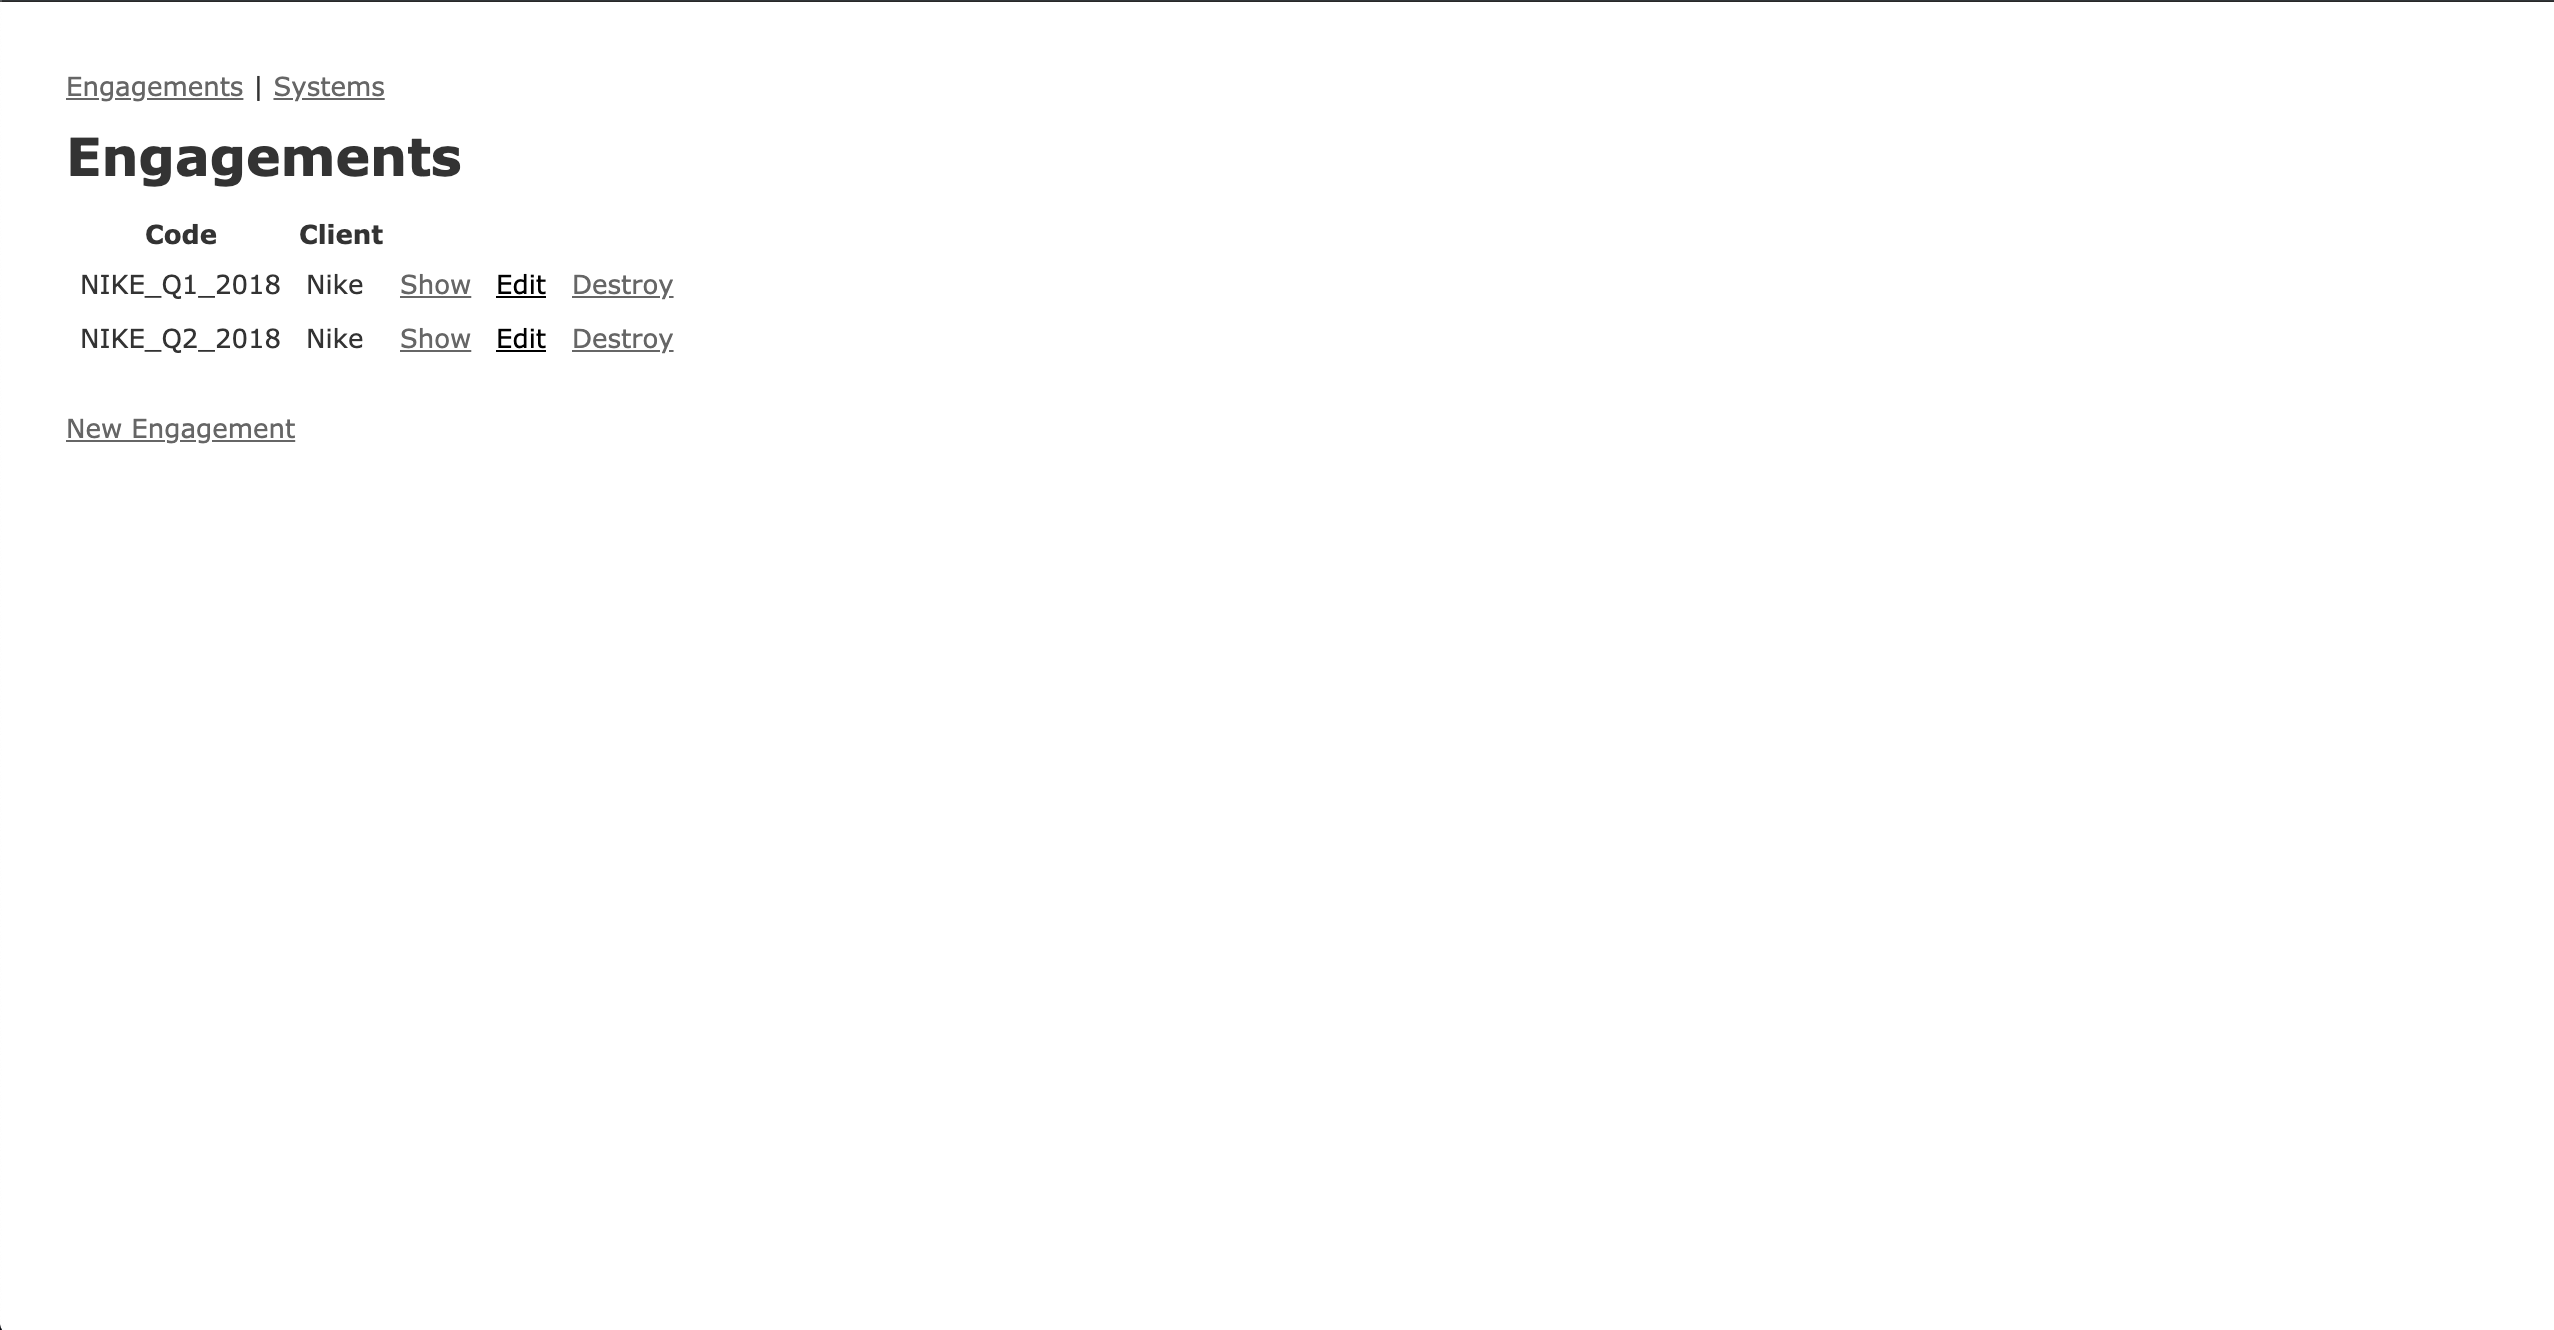 Engagements | Systems
Engagements
Code Client
NIKE_Q1_2018 Nike Show Edit Destroy
NIKE_Q2_2018 Nike Show Edit Destroy
New Engagement